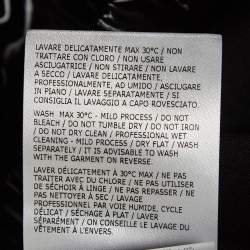 LAVARE DELICATAMENTE MAX 30°C / NON
TRATTARE CON CLORO / NON USARE
ASCIUGATRICE / NON STIRARE / NON LAVARE
A SECCO / LAVARE DELICATAMENTE,
PROFESSIONALMENTE, AD UMIDO / ASCIUGARE
IN PIANO / LAVARE SEPARATAMENTE / SI
CONSIGLIA IL LAVAGGIO A CAPO ROVESCIATO.
WASH MAX 30°C - MILD PROCESS / DO NOT
BLEACH / DO NOT TUMBLE DRY / DO NOT IRON
/ DO NOT DRY CLEAN / PROFESSIONAL WET
CLEANING - MILD PROCESS / DRY FLAT / WASH
SEPARATELY / IT IS ADVISABLE TO WASH
WITH THE GARMENT ON REVERSE.
LAVER DÉLICATEMENT À 30°C MAX / NE PAS
TRAITER AVEC DU CHLORE / NE PAS UTILISER
DE SÉCHOIR À LINGE / NE PAS REPASSER / NE
PAS NETTOYER À SEC / LAVAGE
PROFESSIONNEL PAR VOIE HUMIDE, CYCLE
DÉLICAT / SÉCHAGE À PLAT / LAVER
SÉPARÉMENT / ON CONSEILLE LE LAVAGE DU
VÊTEMENT À L'ENVERS